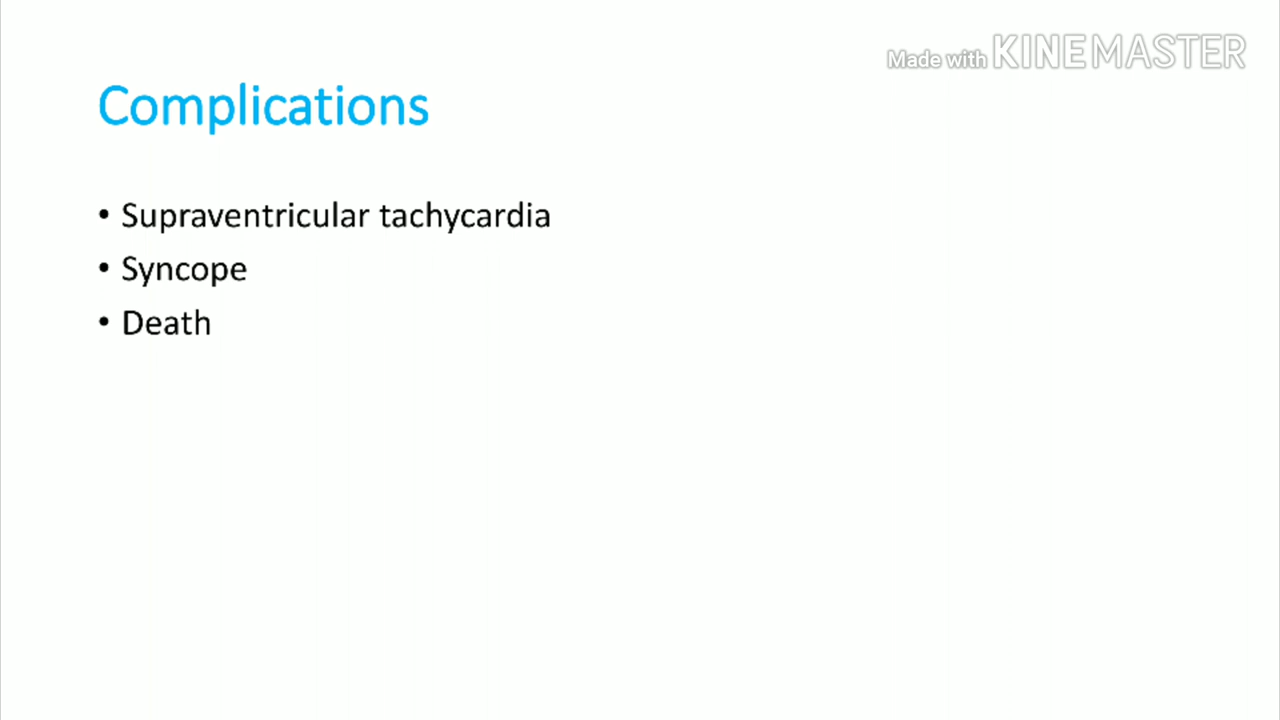 Made with KINEMASTER
Complications
• Supraventricular tachycardia
• Syncope
• Death